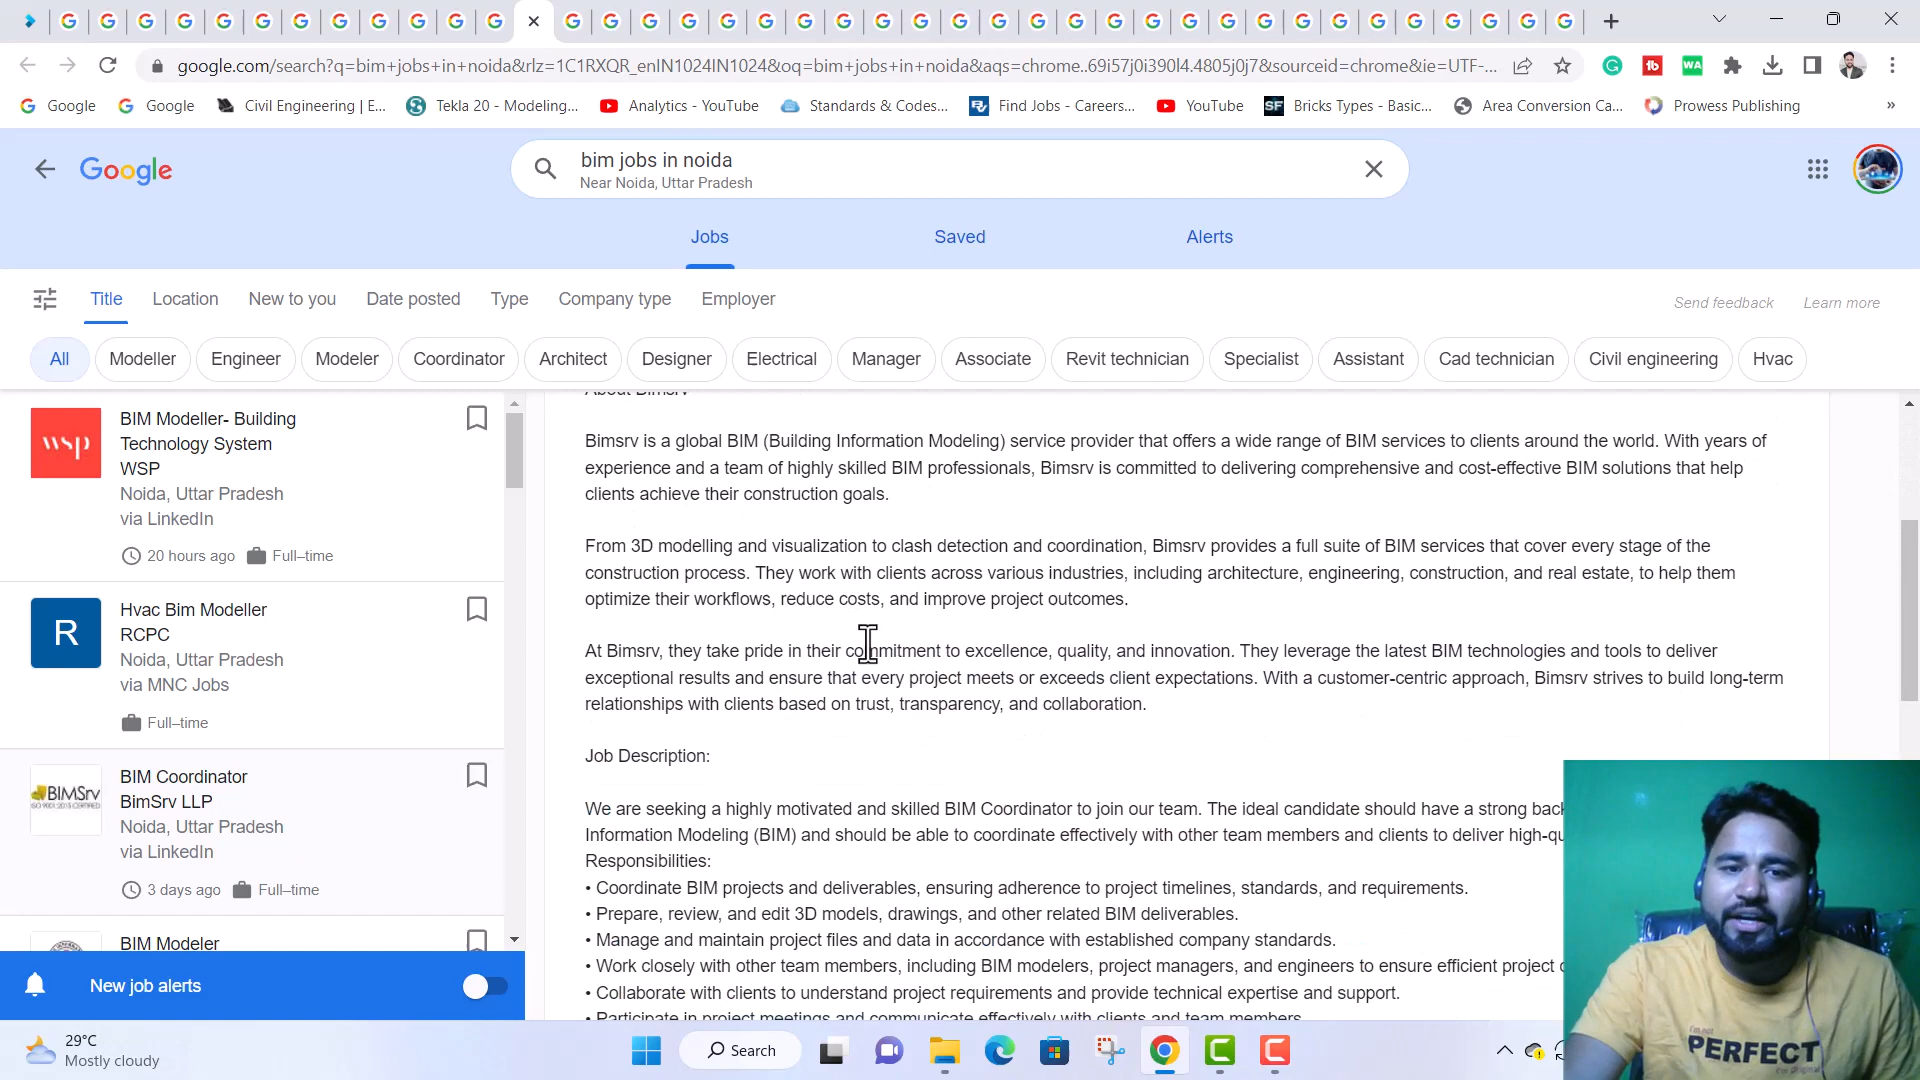 google.com/search?q=bim+jobs+in+noida&rlz=1C1RXQR_enIN1024IN1024&oq=bim+jobs+in+noida&aqs=chrome..69i57j0i390l4.4805j0j7&sourceid=chrome&ie=UTF-...
Google Google Civil Engineering | E... Tekla 20 - Modeling... Analytics - YouTube Standards & Codes... Find Jobs - Careers... YouTube SF Bricks Types - Basic... Area Conversion Ca... Prowess Publishing »
Google
bim jobs in noida
Near Noida, Uttar Pradesh
Jobs Saved Alerts
Title Location New to you Date posted Type Company type Employer Send feedback Learn more
All Modeller Engineer Modeler Coordinator Architect Designer Electrical Manager Associate Revit technician Specialist Assistant Cad technician Civil engineering Hvac
wsp
BIM Modeller- Building
Technology System
WSP
Noida, Uttar Pradesh
via LinkedIn
20 hours ago Full–time
R
Hvac Bim Modeller
RCPC
Noida, Uttar Pradesh
via MNC Jobs
Full–time
BIMSrv
BIM Coordinator
BimSrv LLP
Noida, Uttar Pradesh
via LinkedIn
3 days ago Full–time
BIM Modeler
New job alerts
About Bimsrv
Bimsrv is a global BIM (Building Information Modeling) service provider that offers a wide range of BIM services to clients around the world. With years of
experience and a team of highly skilled BIM professionals, Bimsrv is committed to delivering comprehensive and cost-effective BIM solutions that help
clients achieve their construction goals.
From 3D modelling and visualization to clash detection and coordination, Bimsrv provides a full suite of BIM services that cover every stage of the
construction process. They work with clients across various industries, including architecture, engineering, construction, and real estate, to help them
optimize their workflows, reduce costs, and improve project outcomes.
At Bimsrv, they take pride in their commitment to excellence, quality, and innovation. They leverage the latest BIM technologies and tools to deliver
exceptional results and ensure that every project meets or exceeds client expectations. With a customer-centric approach, Bimsrv strives to build long-term
relationships with clients based on trust, transparency, and collaboration.
Job Description:
We are seeking a highly motivated and skilled BIM Coordinator to join our team. The ideal candidate should have a strong bac
Information Modeling (BIM) and should be able to coordinate effectively with other team members and clients to deliver high-qu
Responsibilities:
• Coordinate BIM projects and deliverables, ensuring adherence to project timelines, standards, and requirements.
• Prepare, review, and edit 3D models, drawings, and other related BIM deliverables.
• Manage and maintain project files and data in accordance with established company standards.
• Work closely with other team members, including BIM modelers, project managers, and engineers to ensure efficient project
• Collaborate with clients to understand project requirements and provide technical expertise and support.
• Participate in project meetings and communicate effectively with clients and team members.
PERFECT
29°C
Mostly cloudy
Search